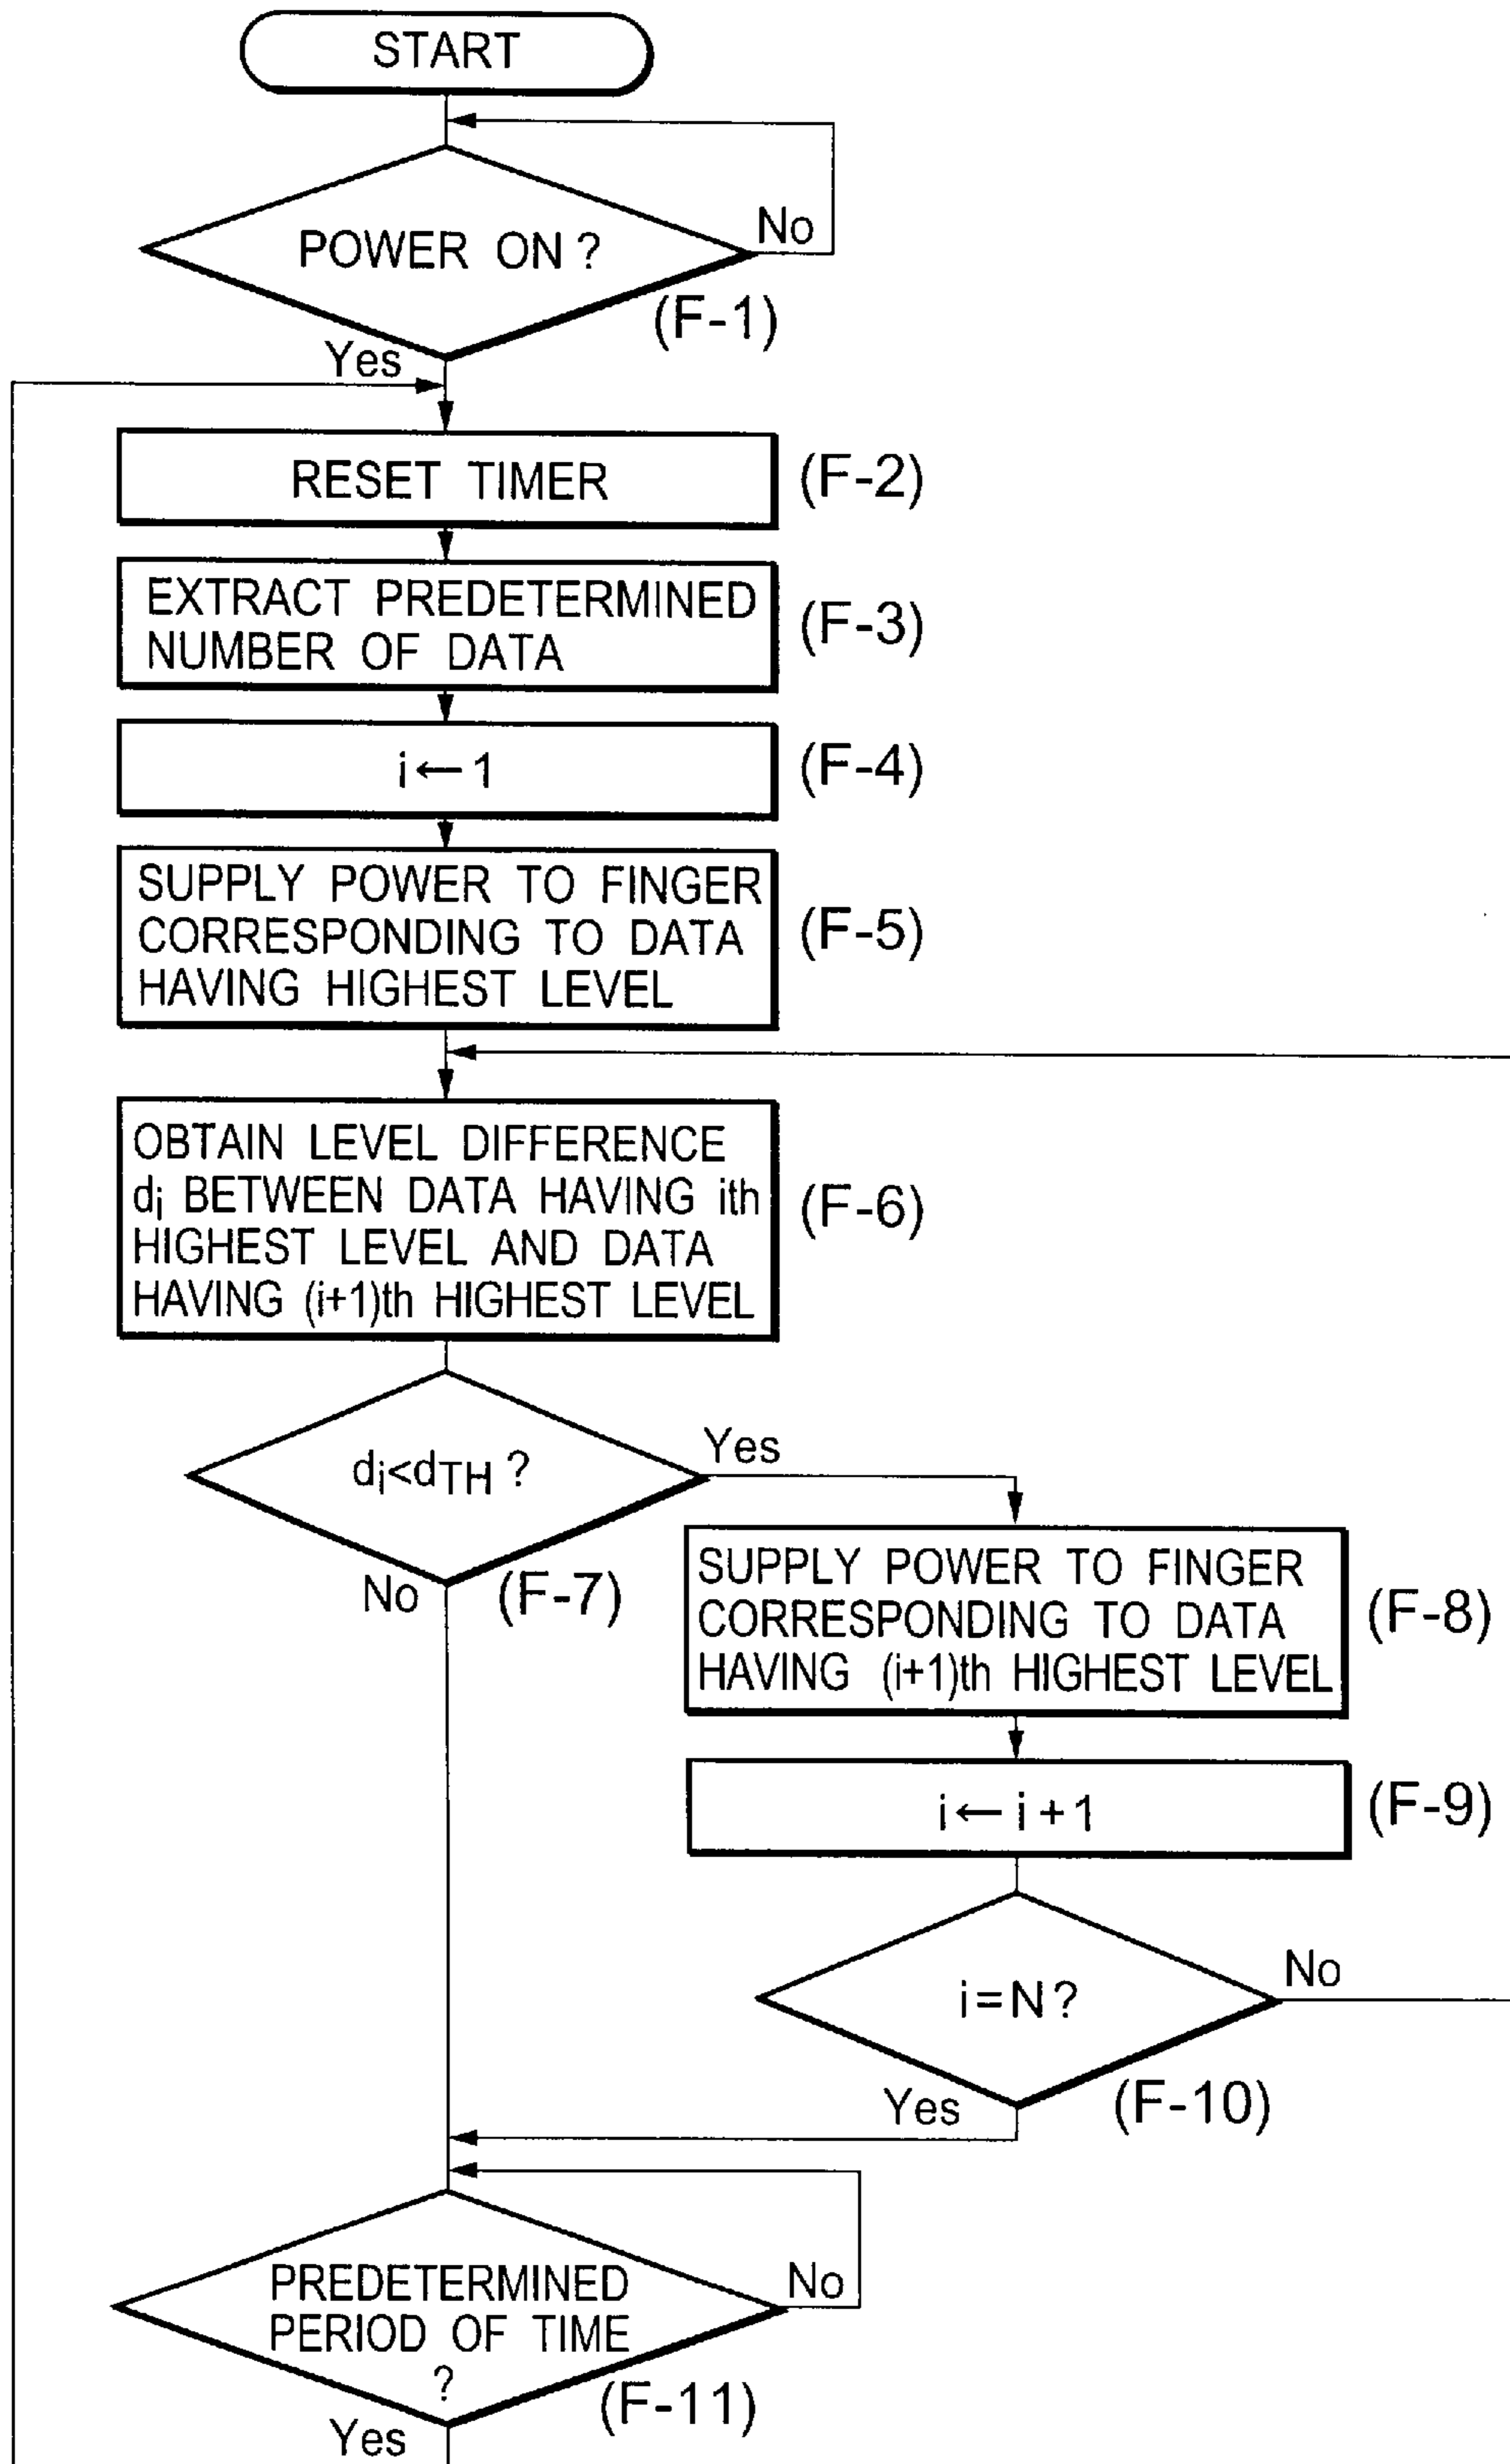 START
POWER ON ?
No
(F-1)
Yes
RESET TIMER
(F-2)
EXTRACT PREDETERMINED
NUMBER OF DATA
(F-3)
i ← 1
(F-4)
SUPPLY POWER TO FINGER
CORRESPONDING TO DATA
HAVING HIGHEST LEVEL
(F-5)
OBTAIN LEVEL DIFFERENCE
di BETWEEN DATA HAVING ith
HIGHEST LEVEL AND DATA
HAVING (i+1)th HIGHEST LEVEL
(F-6)
di<dTH ?
Yes
No
(F-7)
SUPPLY POWER TO FINGER
CORRESPONDING TO DATA
HAVING (i+1)th HIGHEST LEVEL
(F-8)
i ← i + 1
(F-9)
i = N ?
No
Yes
(F-10)
PREDETERMINED
PERIOD OF TIME
?
No
(F-11)
Yes